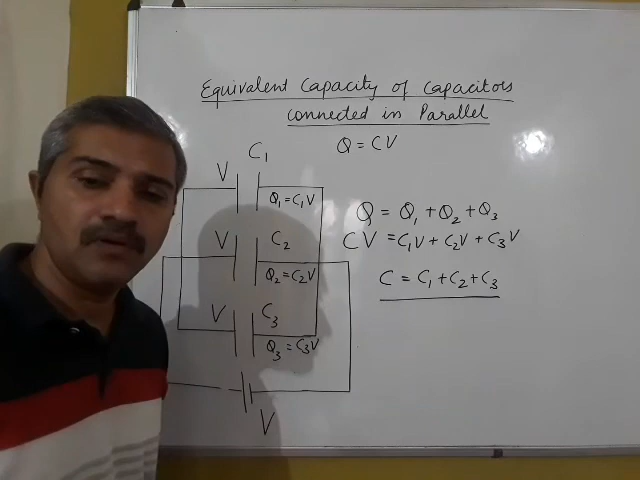 Equivalent Capacity of Capacitors
connected in Parallel
Q = CV
C₁
V
Q₁ = C₁V
Q = Q₁ + Q₂ + Q₃
V
C₂
CV = C₁V + C₂V + C₃V
Q₂ = C₂V
C = C₁ + C₂ + C₃
V
C₃
Q₃ = C₃V
V